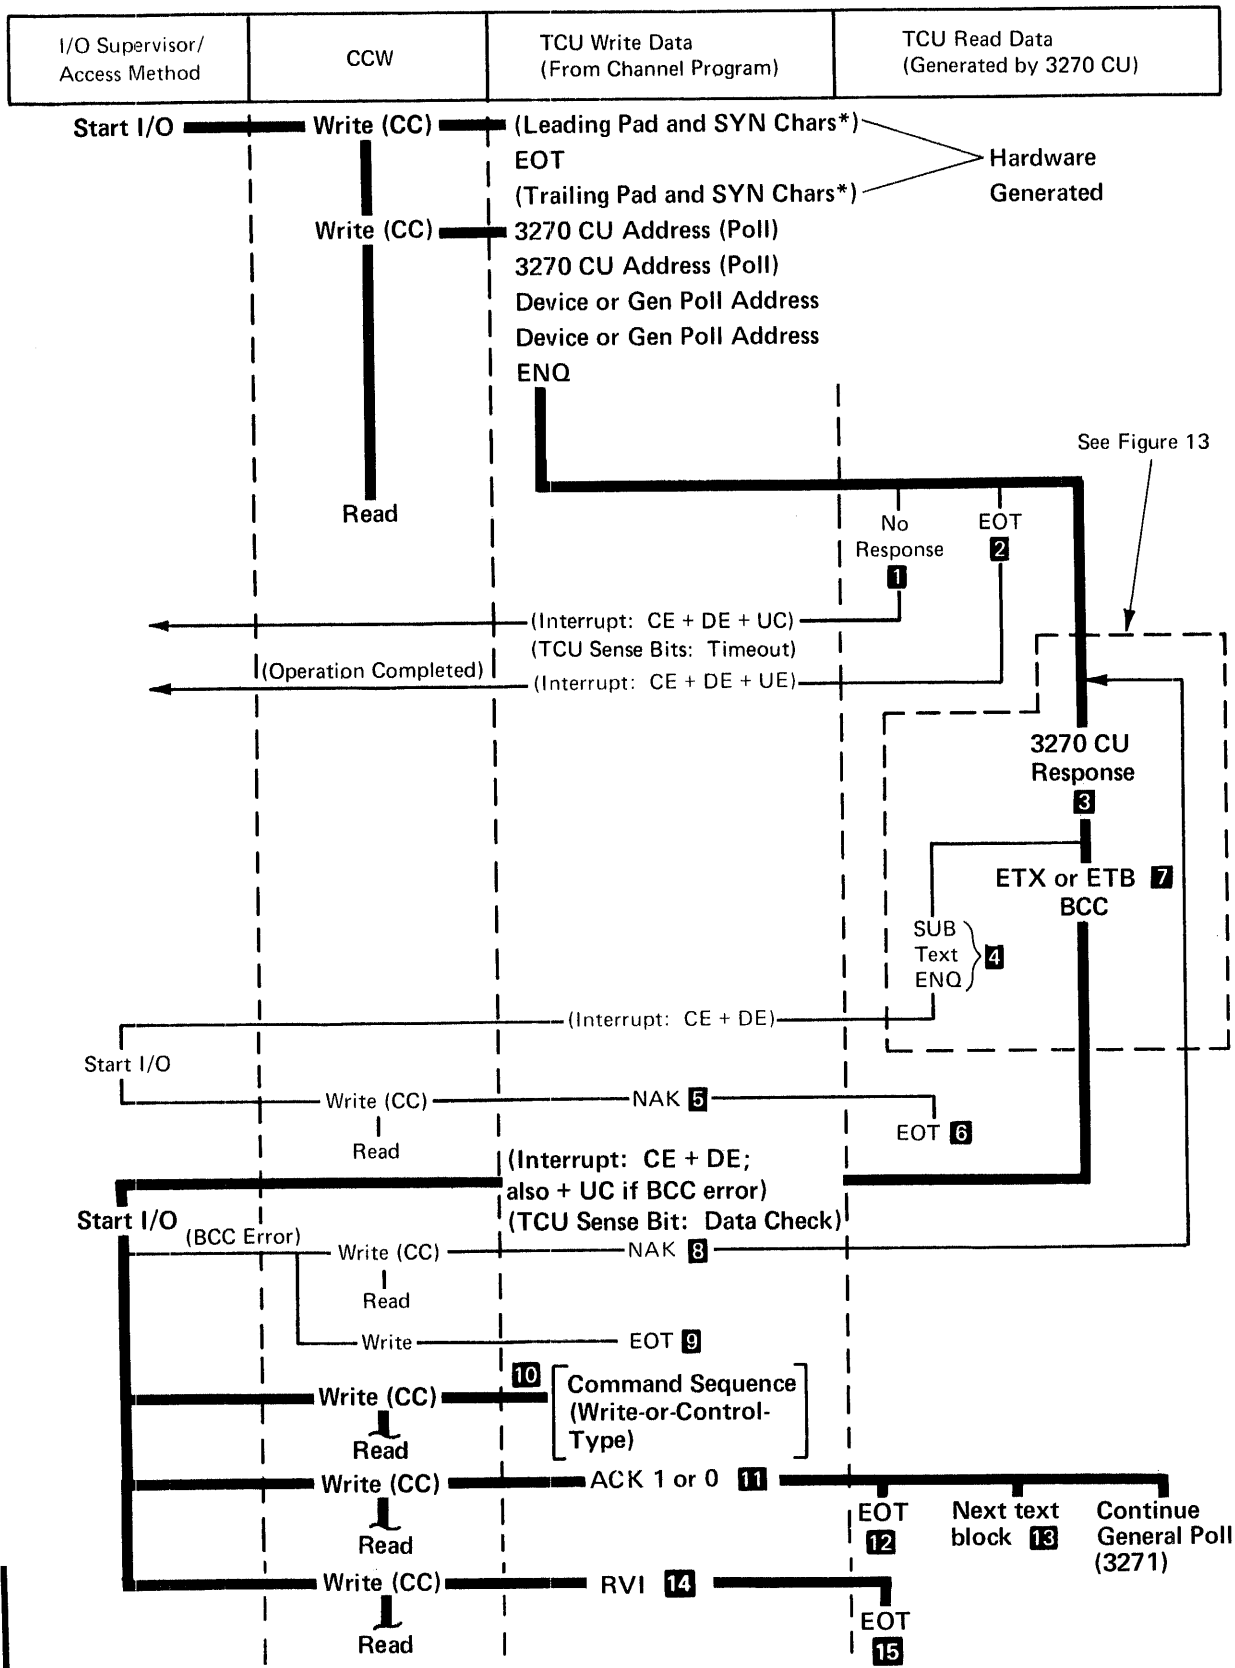 I/O Supervisor/
Access Method
CCW
TCU Write Data
(From Channel Program)
TCU Read Data
(Generated by 3270 CU)
Start I/O
Write (CC)
(Leading Pad and SYN Chars*)
EOT
(Trailing Pad and SYN Chars*)
Hardware
Generated
Write (CC)
3270 CU Address (Poll)
3270 CU Address (Poll)
Device or Gen Poll Address
Device or Gen Poll Address
ENQ
See Figure 13
Read
No
Response
1
EOT
2
(Interrupt: CE + DE + UC)
(TCU Sense Bits: Timeout)
(Operation Completed)
(Interrupt: CE + DE + UE)
3270 CU
Response
3
ETX or ETB 7
BCC
SUB
Text
ENQ
4
(Interrupt: CE + DE)
Start I/O
Write (CC)
NAK 5
Read
EOT 6
(Interrupt: CE + DE;
also + UC if BCC error)
(TCU Sense Bit: Data Check)
Start I/O
(BCC Error)
Write (CC)
NAK 8
Read
Write
EOT 9
Write (CC)
10
Command Sequence
(Write-or-Control-
Type)
Read
Write (CC)
ACK 1 or 0 11
Read
EOT
12
Next text
block 13
Continue
General Poll
(3271)
Write (CC)
RVI 14
Read
EOT
15